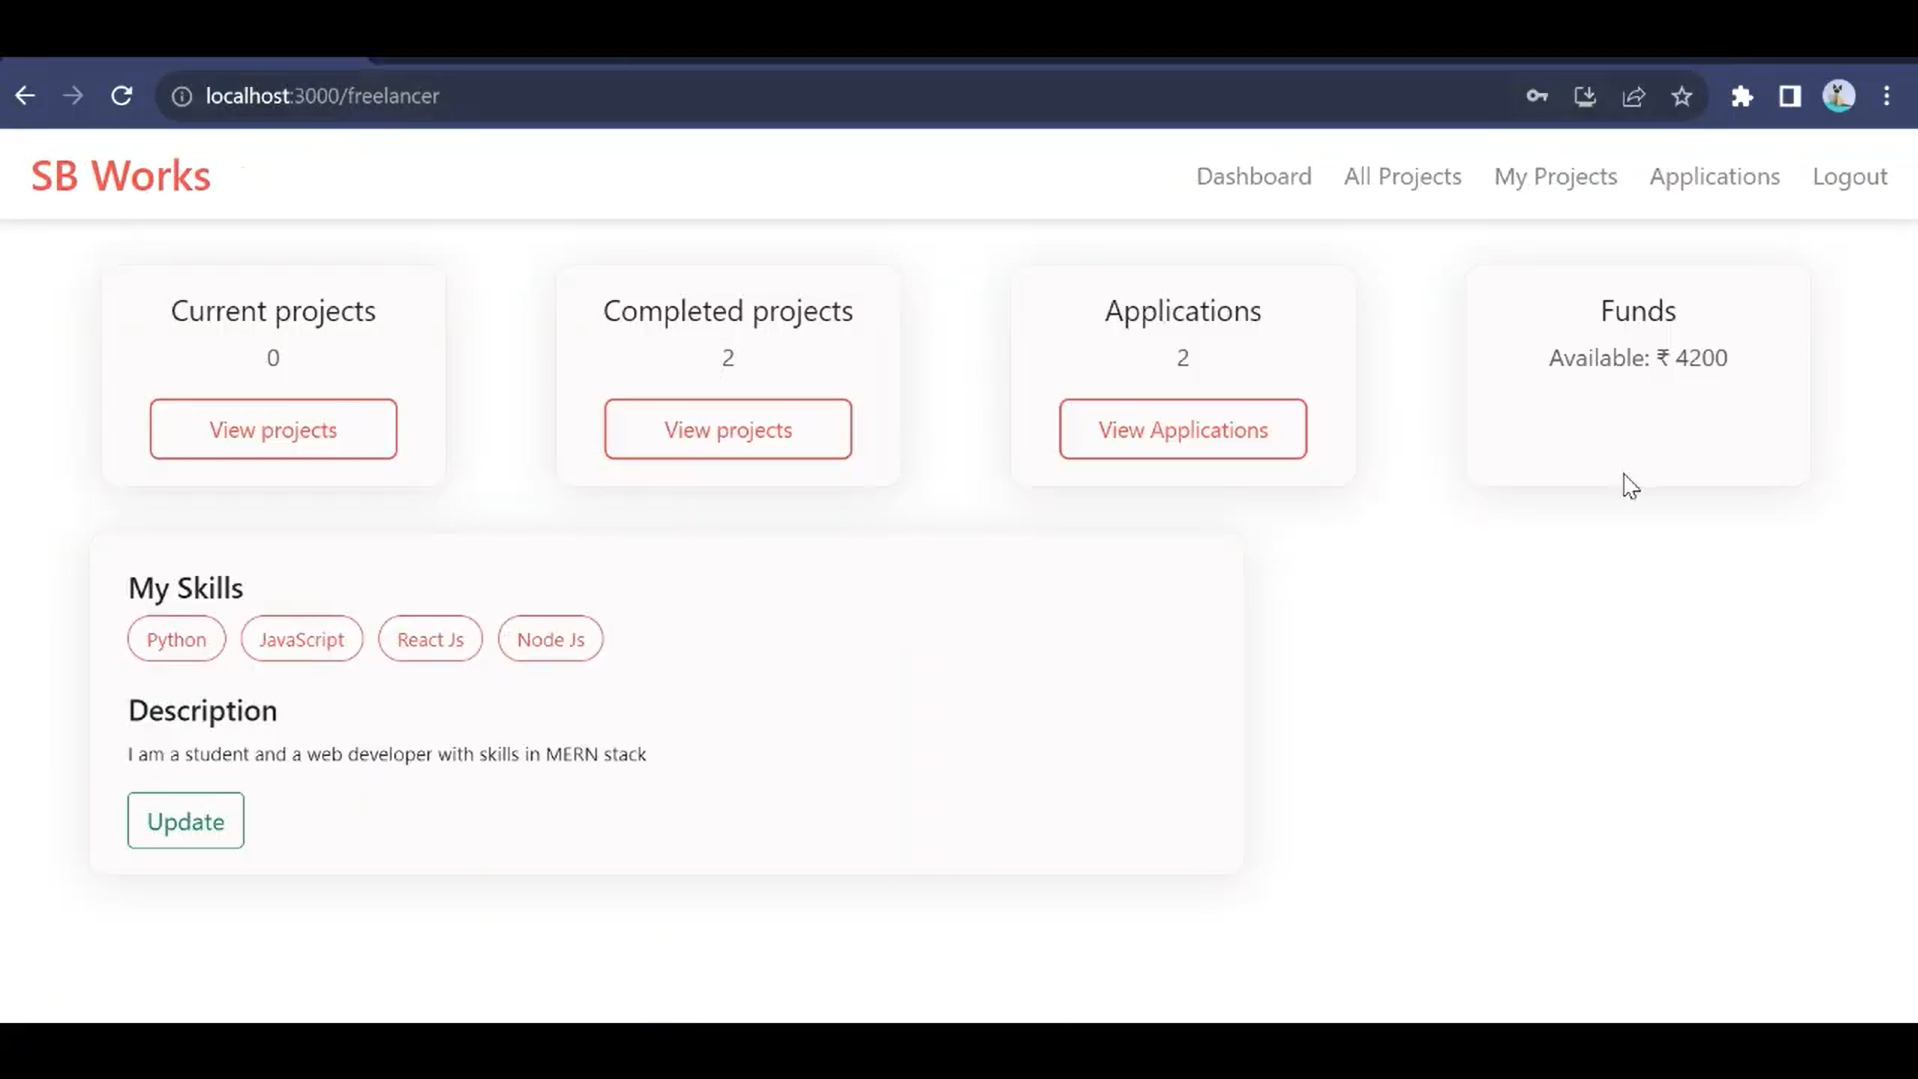 localhost:3000/freelancer
SB Works
Dashboard All Projects My Projects Applications Logout
Current projects
0
View projects
Completed projects
2
View projects
Applications
2
View Applications
Funds
Available: ₹ 4200
My Skills
Python JavaScript React Js Node Js
Description
I am a student and a web developer with skills in MERN stack
Update